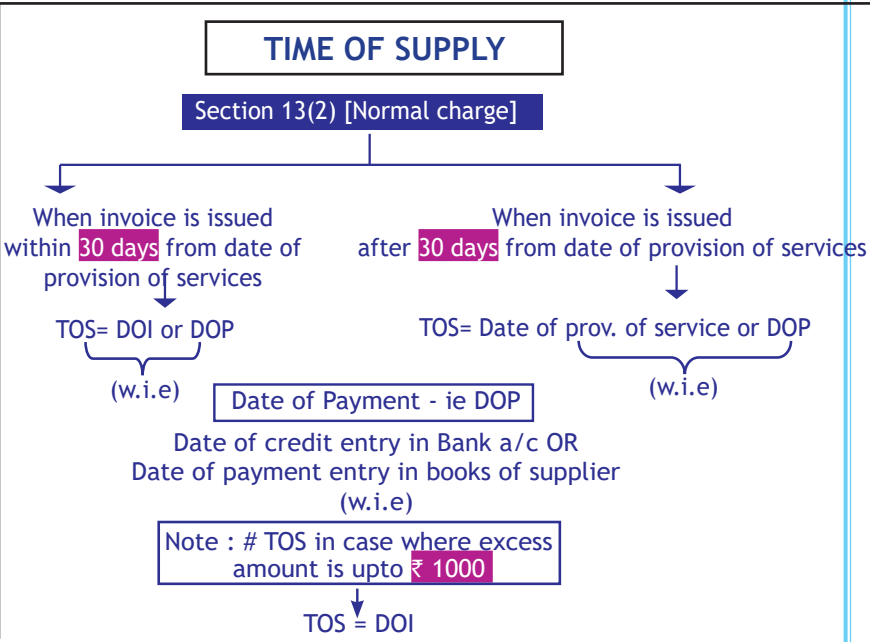 TIME OF SUPPLY
Section 13(2) [Normal charge]
When invoice is issued
within 30 days from date of
provision of services
TOS= DOI or DOP
(w.i.e)
When invoice is issued
after 30 days from date of provision of services
TOS= Date of prov. of service or DOP
(w.i.e)
Date of Payment - ie DOP
Date of credit entry in Bank a/c OR
Date of payment entry in books of supplier
(w.i.e)
Note : # TOS in case where excess
amount is upto ₹ 1000
TOS = DOI